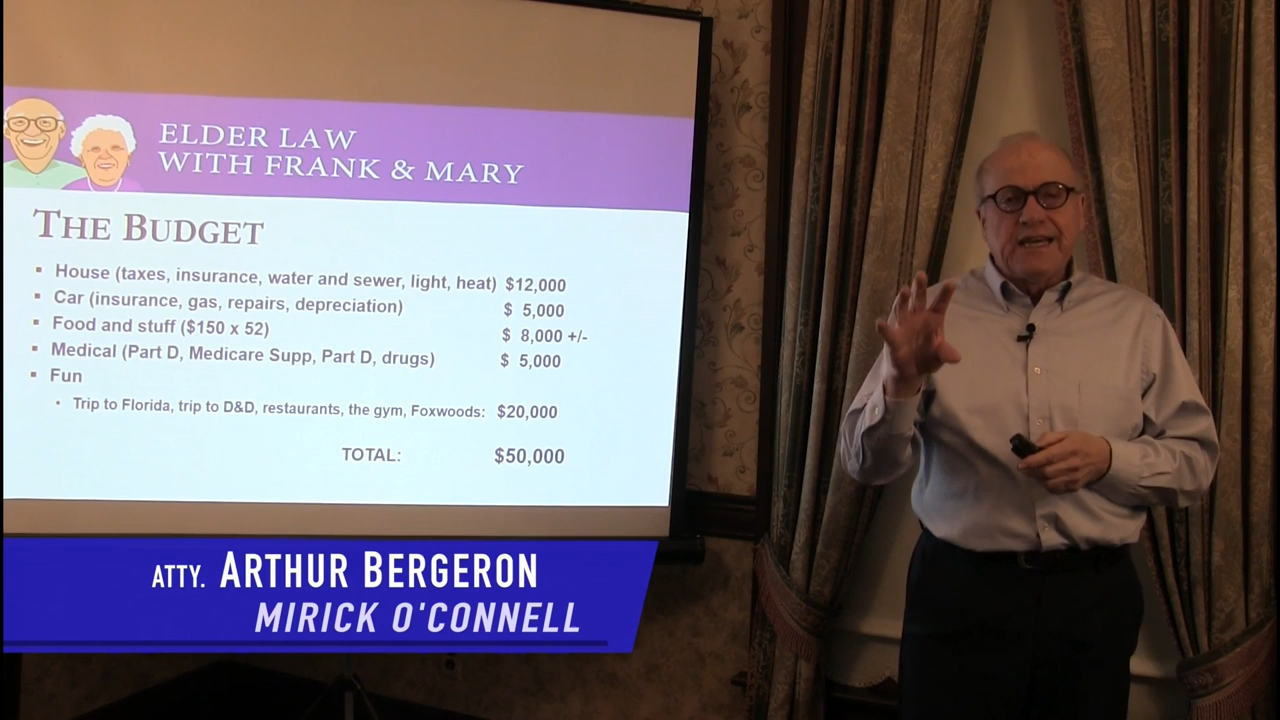 ELDER LAW
WITH FRANK & MARY
THE BUDGET
▪ House (taxes, insurance, water and sewer, light, heat) $12,000
▪ Car (insurance, gas, repairs, depreciation) $ 5,000
▪ Food and stuff ($150 x 52) $ 8,000 +/-
▪ Medical (Part D, Medicare Supp, Part D, drugs) $ 5,000
▪ Fun
• Trip to Florida, trip to D&D, restaurants, the gym, Foxwoods: $20,000
TOTAL: $50,000
ATTY. ARTHUR BERGERON
MIRICK O'CONNELL